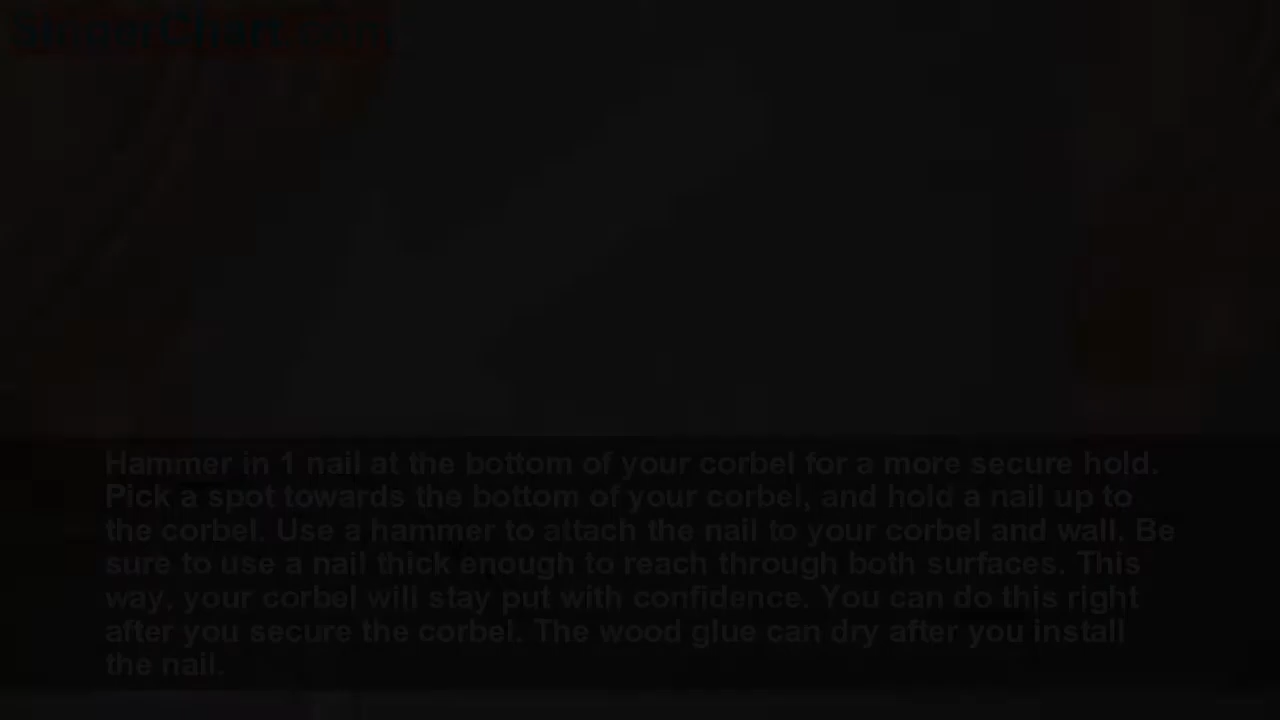 StuperChart.com
Hammer in 1 nail at the bottom of your corbel for a more secure hold.
Pick a spot towards the bottom of your corbel, and hold a nail up to
the corbel. Use a hammer to attach the nail to your corbel and wall. Be
sure to use a nail thick enough to reach through both surfaces. This
way, your corbel will stay put with confidence. You can do this right
after you secure the corbel. The wood glue can dry after you install
the nail.